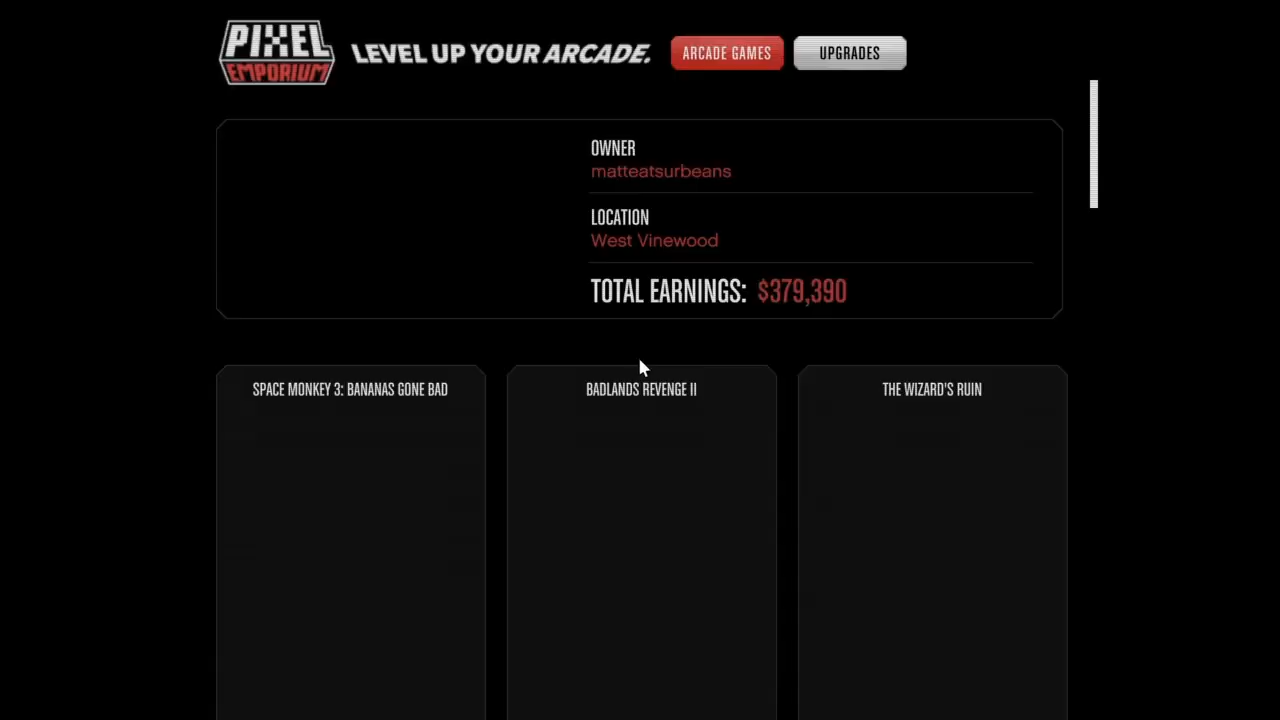 PIXEL
EMPORIUM
LEVEL UP YOUR ARCADE.
ARCADE GAMES
UPGRADES
OWNER
matteatsurbeans
LOCATION
West Vinewood
TOTAL EARNINGS: $379,390
SPACE MONKEY 3: BANANAS GONE BAD
BADLANDS REVENGE II
THE WIZARD'S RUIN